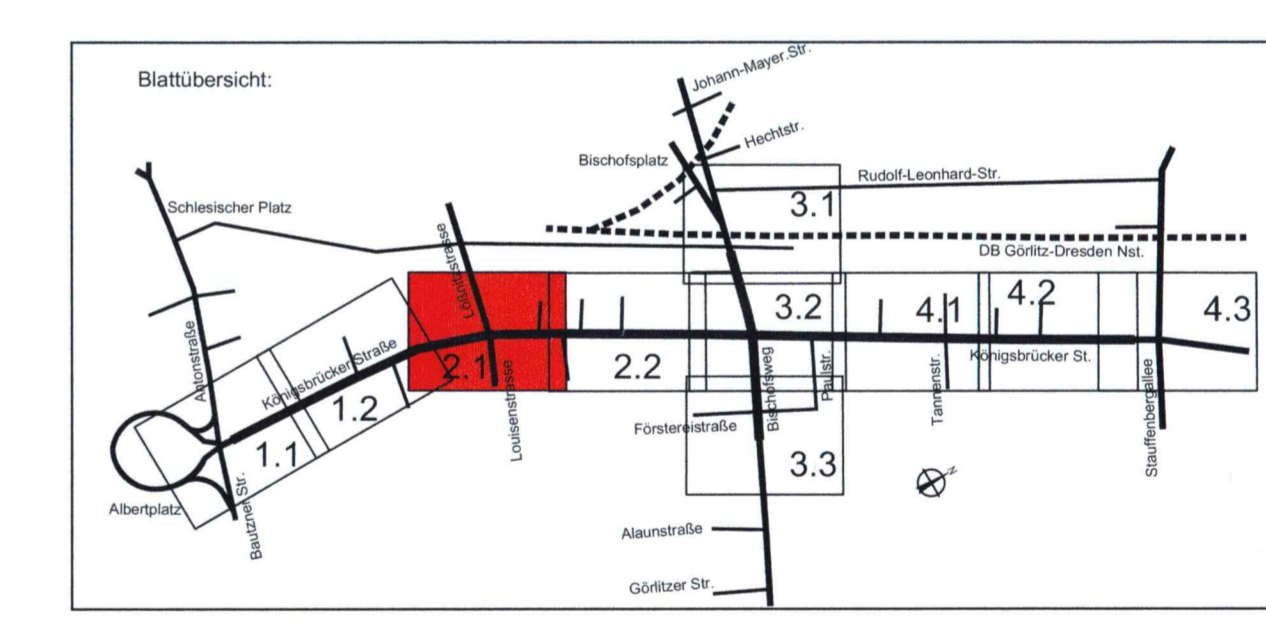 Blattübersicht:
Johann-Mayer.Str.
Hechtstr.
Bischofsplatz
Rudolf-Leonhard-Str.
Schlesischer Platz
3.1
Lößnitzstrasse
DB Görlitz-Dresden Nst.
3.2
4.1
4.2
4.3
Antonstraße
Königsbrücker Straße
2.1
2.2
Königsbrücker St.
Bischofsweg
Paulstr.
Tannenstr.
Stauffenbergallee
1.2
1.1
Louisenstrasse
Förstereistraße
3.3
N
Albertplatz
Bautzner Str.
Alaunstraße
Görlitzer Str.